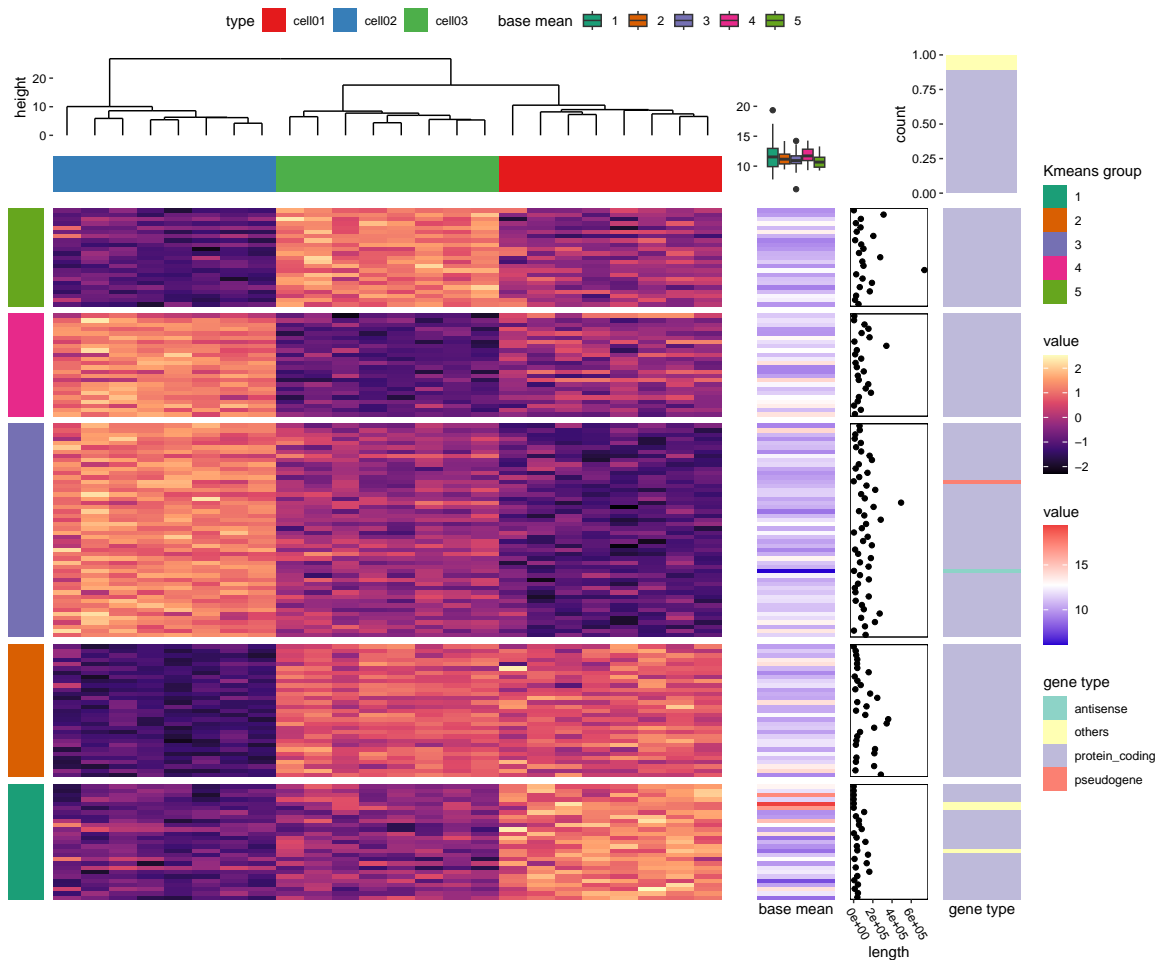 type cell01 cell02 cell03 base mean 1 2 3 4 5
height
20
10
0
20
15
10
count
1.00
0.75
0.50
0.25
0.00
Kmeans group
1
2
3
4
5
value
2
1
0
−1
−2
value
15
10
gene type
antisense
others
protein_coding
pseudogene
base mean
0e+00
2e+05
4e+05
6e+05
length
gene type